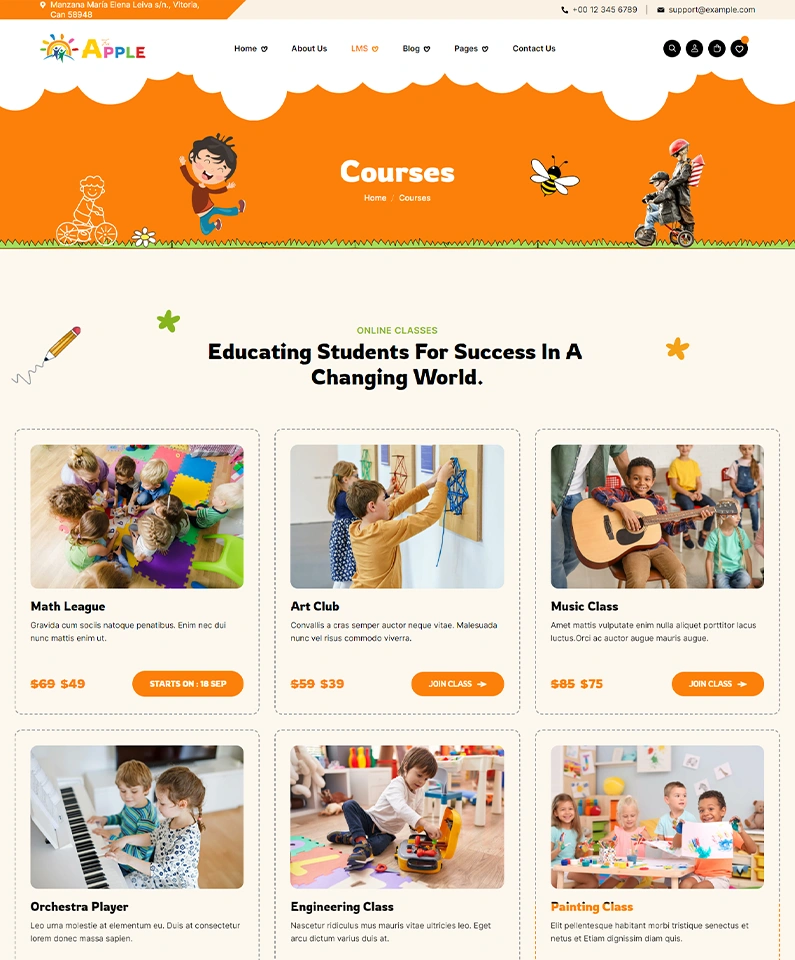 Manzana María Elena Leiva s/n., Vitoria,
Can 58948
+00 12 345 6789
support@example.com
APPLE
Home
About Us
LMS
Blog
Pages
Contact Us
Courses
Home / Courses
ONLINE CLASSES
Educating Students For Success In A
Changing World.
Math League
Gravida cum sociis natoque penatibus. Enim nec dui
nunc mattis enim ut.
$69 $49
STARTS ON : 18 SEP
Art Club
Convallis a cras semper auctor neque vitae. Malesuada
nunc vel risus commodo viverra.
$59 $39
JOIN CLASS
Music Class
Amet mattis vulputate enim nulla aliquet porttitor lacus
luctus.Orci ac auctor augue mauris augue.
$85 $75
JOIN CLASS
Orchestra Player
Leo urna molestie at elementum eu. Duis at consectetur
lorem donec massa sapien.
Engineering Class
Nascetur ridiculus mus mauris vitae ultricies leo. Eget
arcu dictum varius duis at.
Painting Class
Elit pellentesque habitant morbi tristique senectus et
netus et Etiam dignissim diam quis.